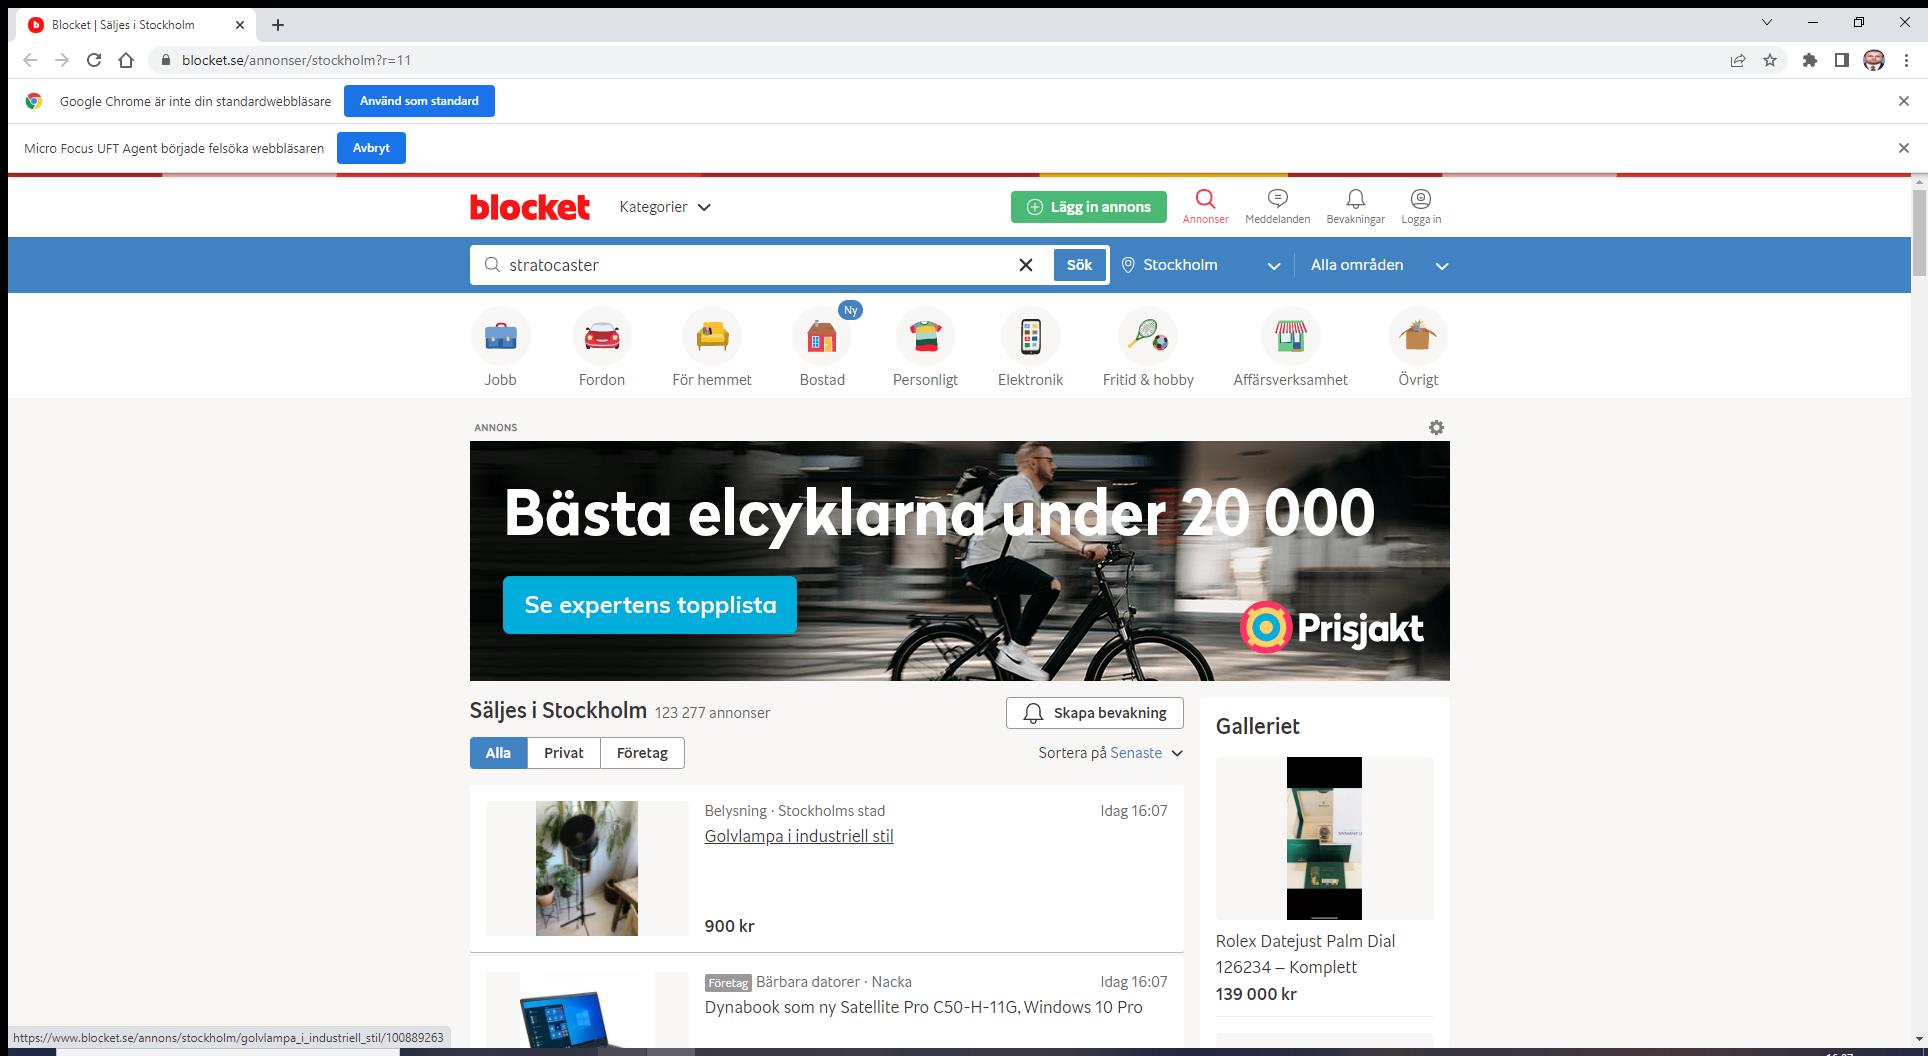 Blocket | Säljes i Stockholm
blocket.se/annonser/stockholm?r=11
Google Chrome är inte din standardwebbläsare
Använd som standard
Micro Focus UFT Agent började felsöka webbläsaren
Avbryt
blocket
Kategorier
Lägg in annons
Annonser
Meddelanden
Bevakningar
Logga in
stratocaster
Sök
Stockholm
Alla områden
Ny
Jobb
Fordon
För hemmet
Bostad
Personligt
Elektronik
Fritid & hobby
Affärsverksamhet
Övrigt
ANNONS
Bästa elcyklarna under 20 000
Se expertens topplista
Prisjakt
Säljes i Stockholm 123 277 annonser
Skapa bevakning
Alla
Privat
Företag
Sortera på Senaste
Belysning · Stockholms stad
Idag 16:07
Golvlampa i industriell stil
900 kr
Företag Bärbara datorer · Nacka
Idag 16:07
Dynabook som ny Satellite Pro C50-H-11G, Windows 10 Pro
Galleriet
Rolex Datejust Palm Dial
126234 – Komplett
139 000 kr
https://www.blocket.se/annons/stockholm/golvlampa_i_industriell_stil/100889263